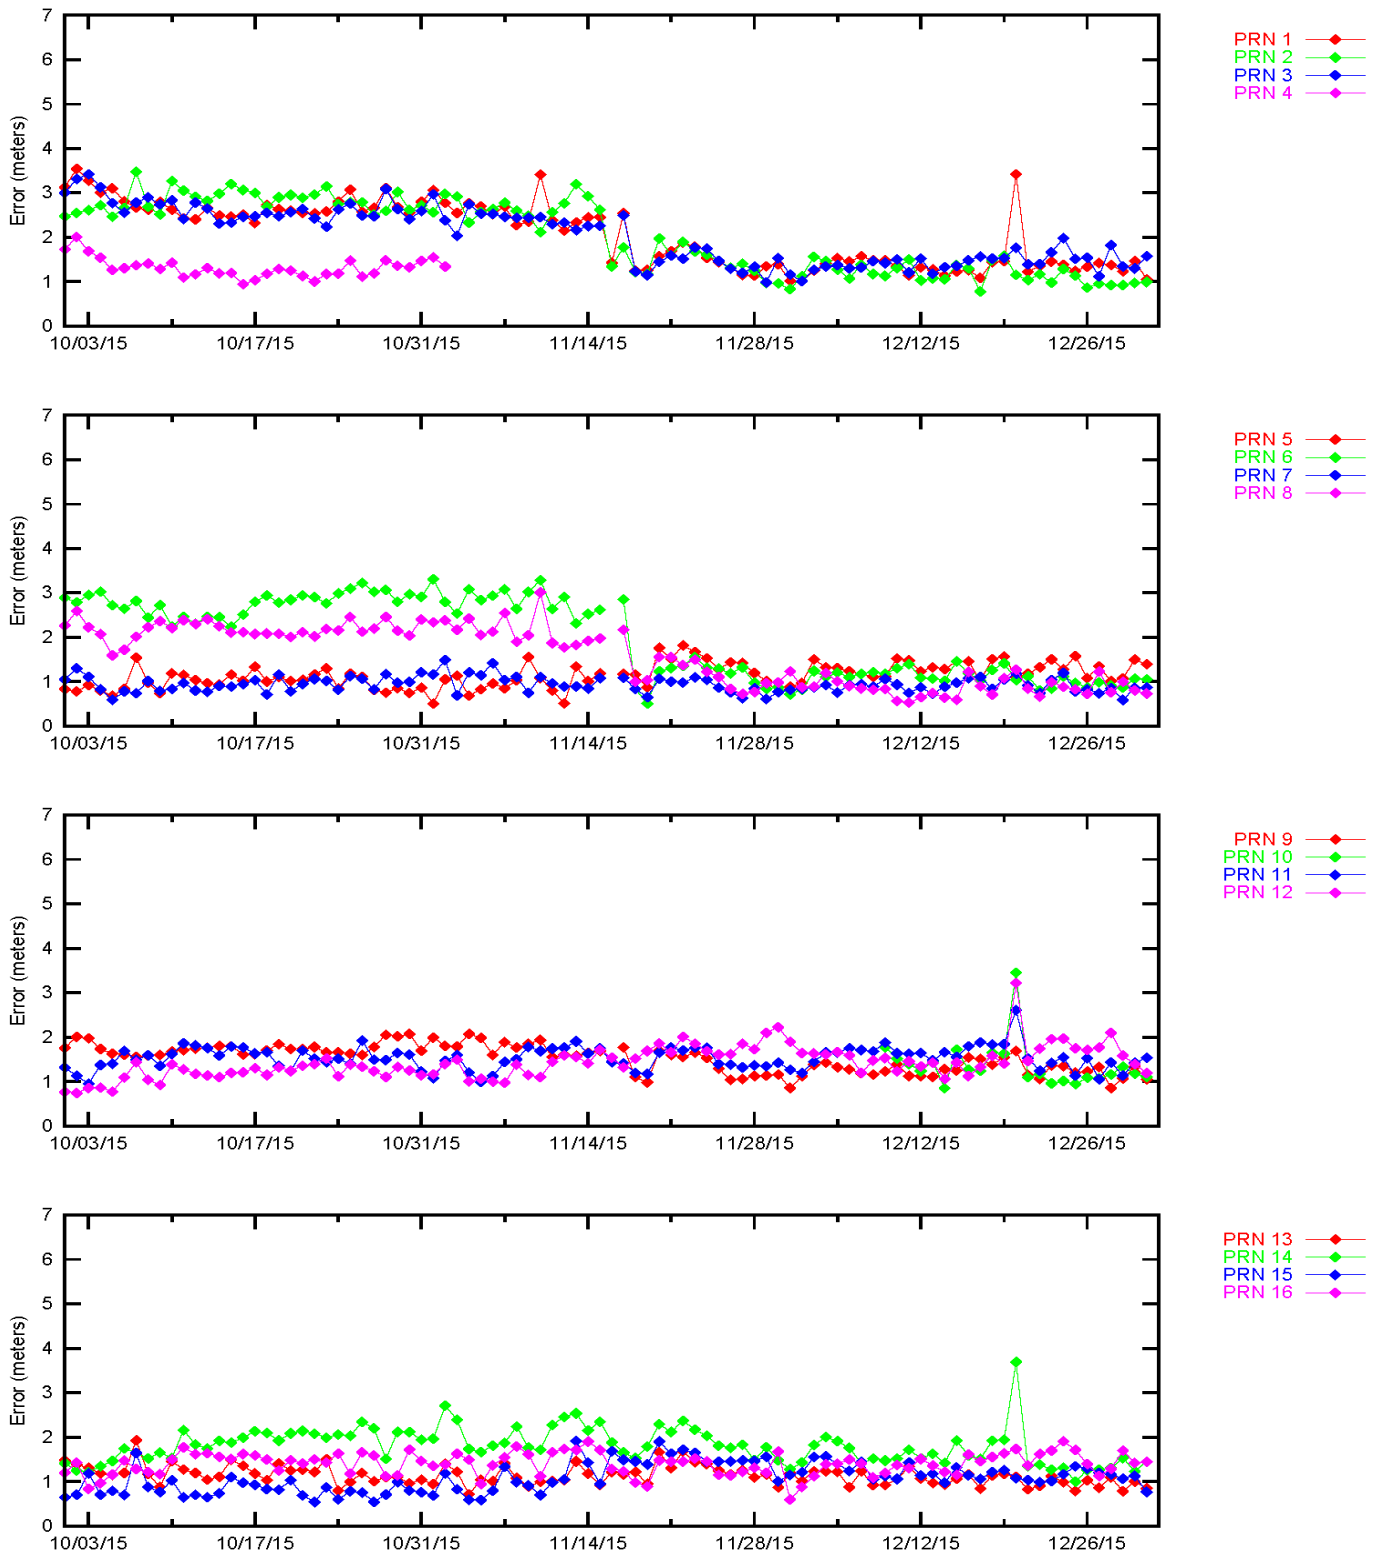 7
6
5
4
3
2
1
0
Error (meters)
10/03/15 10/17/15 10/31/15 11/14/15 11/28/15 12/12/15 12/26/15
PRN 1
PRN 2
PRN 3
PRN 4
7
6
5
4
3
2
1
0
Error (meters)
10/03/15 10/17/15 10/31/15 11/14/15 11/28/15 12/12/15 12/26/15
PRN 5
PRN 6
PRN 7
PRN 8
7
6
5
4
3
2
1
0
Error (meters)
10/03/15 10/17/15 10/31/15 11/14/15 11/28/15 12/12/15 12/26/15
PRN 9
PRN 10
PRN 11
PRN 12
7
6
5
4
3
2
1
0
Error (meters)
10/03/15 10/17/15 10/31/15 11/14/15 11/28/15 12/12/15 12/26/15
PRN 13
PRN 14
PRN 15
PRN 16